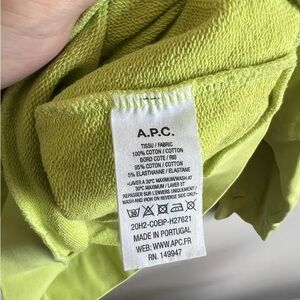 A.P.C.
TISSU / FABRIC
100% COTON / COTTON
BORD COTE / RIB
95% COTON / COTTON
5% ELASTHANNE / ELASTANE
•LAVER A 30°C MAXIMUM/WASH AT
30°C MAXIMUM / LAVER ET
REPASSER SUR L'ENVERS UNIQUEMENT /
WASH AND IRON ON REVERSE SIDE ONLY•
20H2-COEIP-H27621
MADE IN PORTUGAL
WEB: WWW.APC.FR
RN. 149947